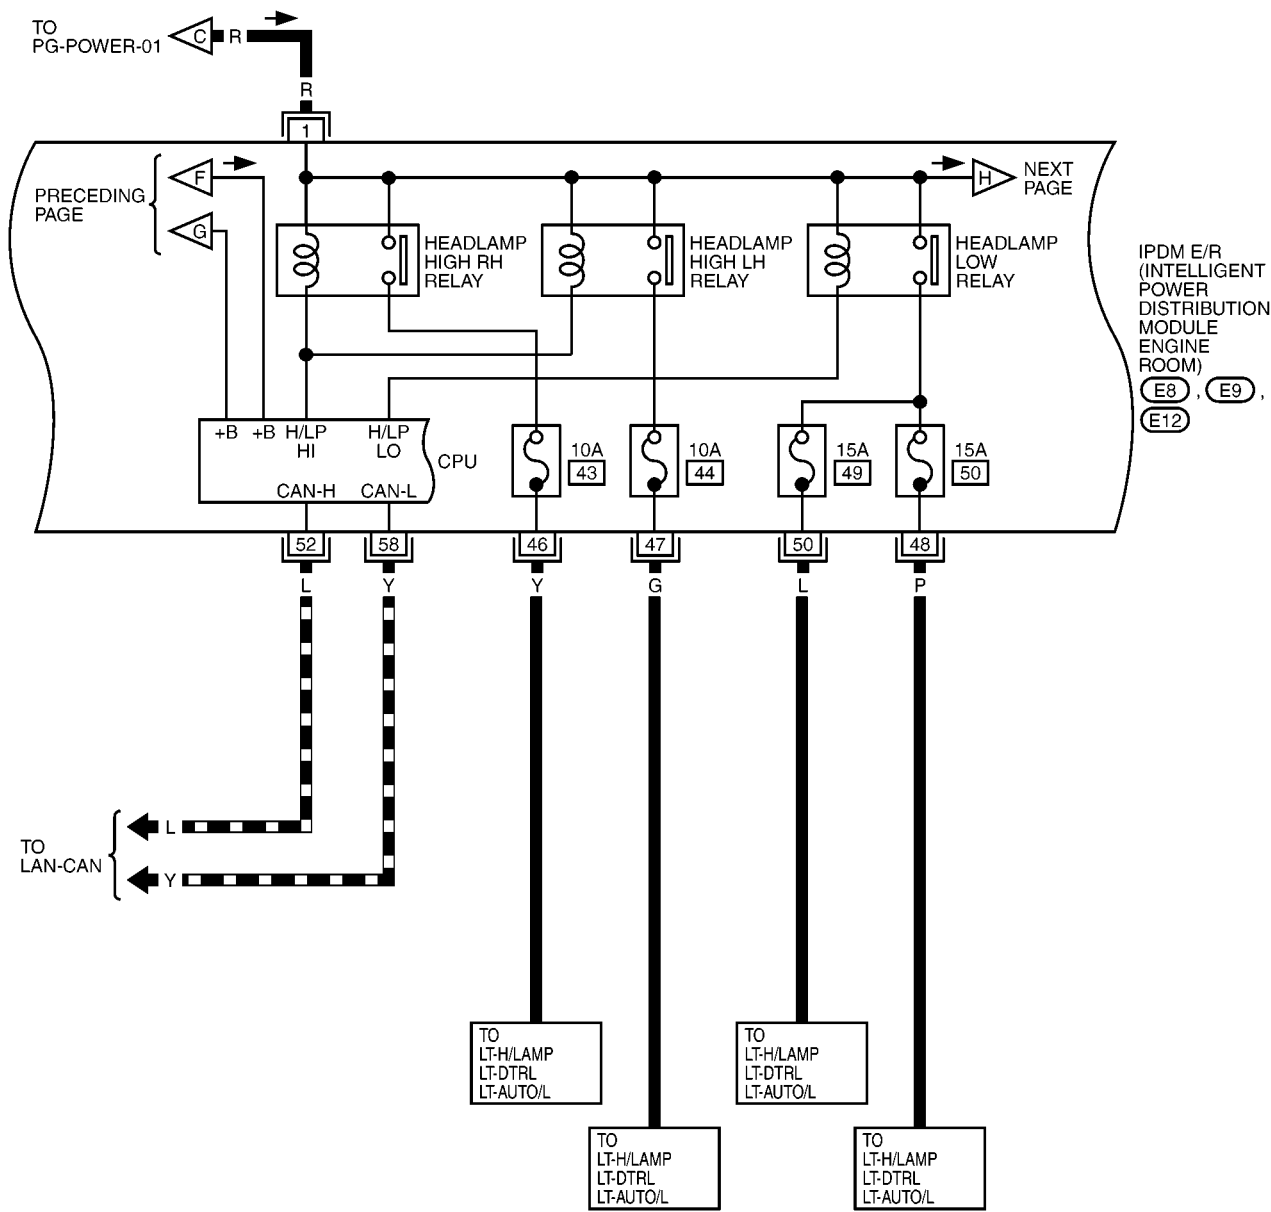 TO
PG-POWER-01
C
R
R
1
PRECEDING
PAGE
F
G
H
NEXT
PAGE
HEADLAMP
HIGH RH
RELAY
HEADLAMP
HIGH LH
RELAY
HEADLAMP
LOW
RELAY
IPDM E/R
(INTELLIGENT
POWER
DISTRIBUTION
MODULE
ENGINE
ROOM)
E8 , E9 ,
E12
+B +B H/LP HI H/LP LO
CPU
CAN-H CAN-L
10A
43
10A
44
15A
49
15A
50
52 58 46 47 50 48
L Y Y G L P
TO
LAN-CAN
L
Y
TO
LT-H/LAMP
LT-DTRL
LT-AUTO/L
TO
LT-H/LAMP
LT-DTRL
LT-AUTO/L
TO
LT-H/LAMP
LT-DTRL
LT-AUTO/L
TO
LT-H/LAMP
LT-DTRL
LT-AUTO/L